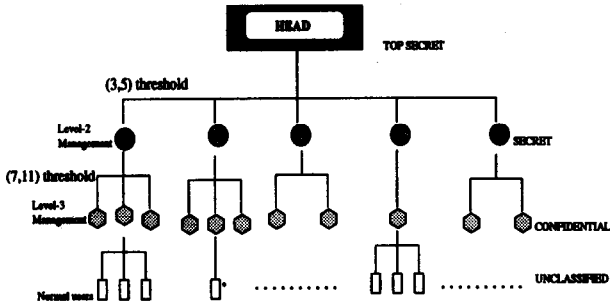 HEAD
TOP SECRET
(3,5) threshold
Level-2
Management
SECRET
(7,11) threshold
Level-3
Management
CONFIDENTIAL
UNCLASSIFIED
Normal users